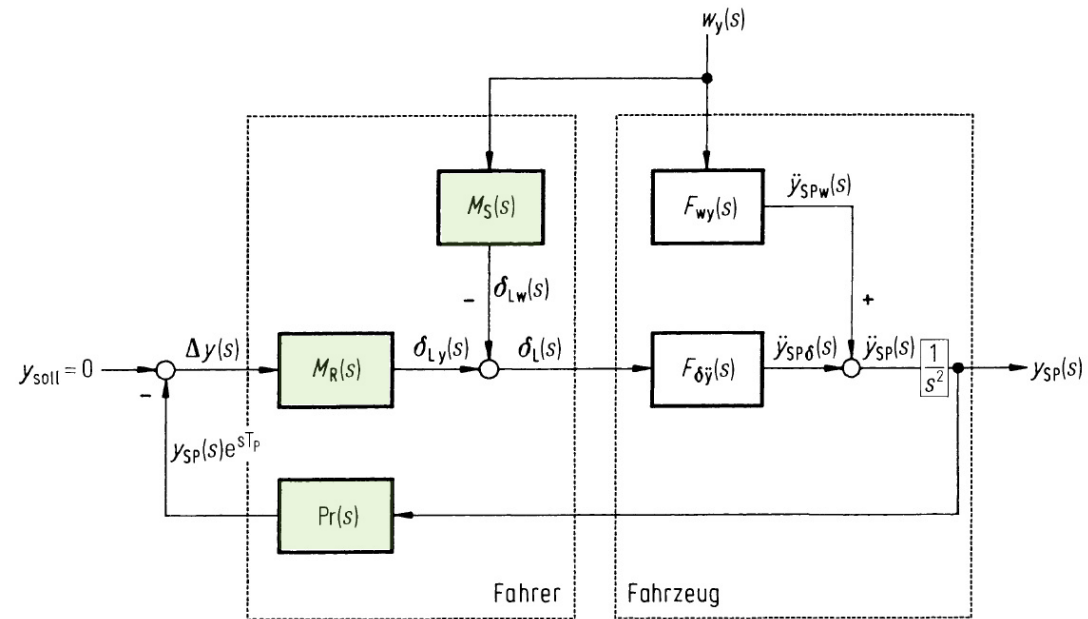 w_y(s)
M_S(s)
F_wy(s)
ÿ_SPw(s)
- δ_Lw(s)
+
y_soll = 0
Δy(s)
M_R(s)
δ_Ly(s)
δ_L(s)
F_δÿ(s)
ÿ_SPδ(s)
ÿ_SP(s)
1/s²
y_SP(s)
-
y_SP(s)e^sT_P
Pr(s)
Fahrer
Fahrzeug